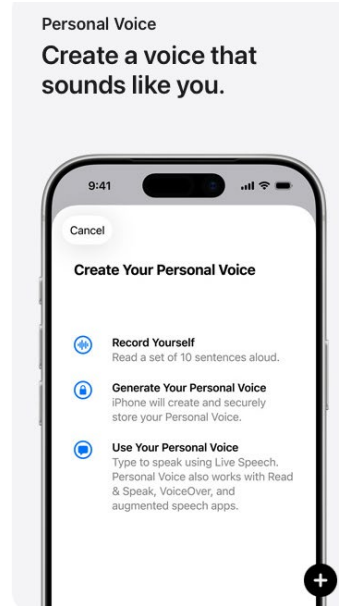 Personal Voice
Create a voice that
sounds like you.
9:41
Cancel
Create Your Personal Voice
Record Yourself
Read a set of 10 sentences aloud.
Generate Your Personal Voice
iPhone will create and securely
store your Personal Voice.
Use Your Personal Voice
Type to speak using Live Speech.
Personal Voice also works with Read
& Speak, VoiceOver, and
augmented speech apps.